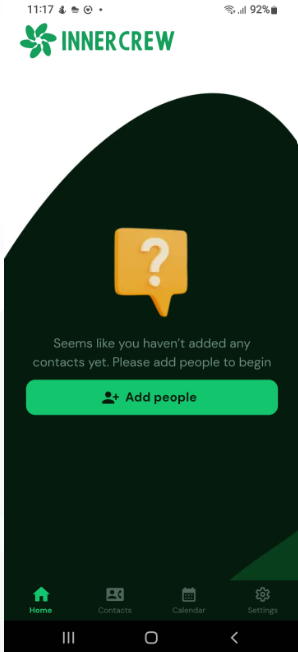 11:17
92%
INNERCREW
?
Seems like you haven't added any
contacts yet. Please add people to begin
Add people
Home
Contacts
Calendar
Settings